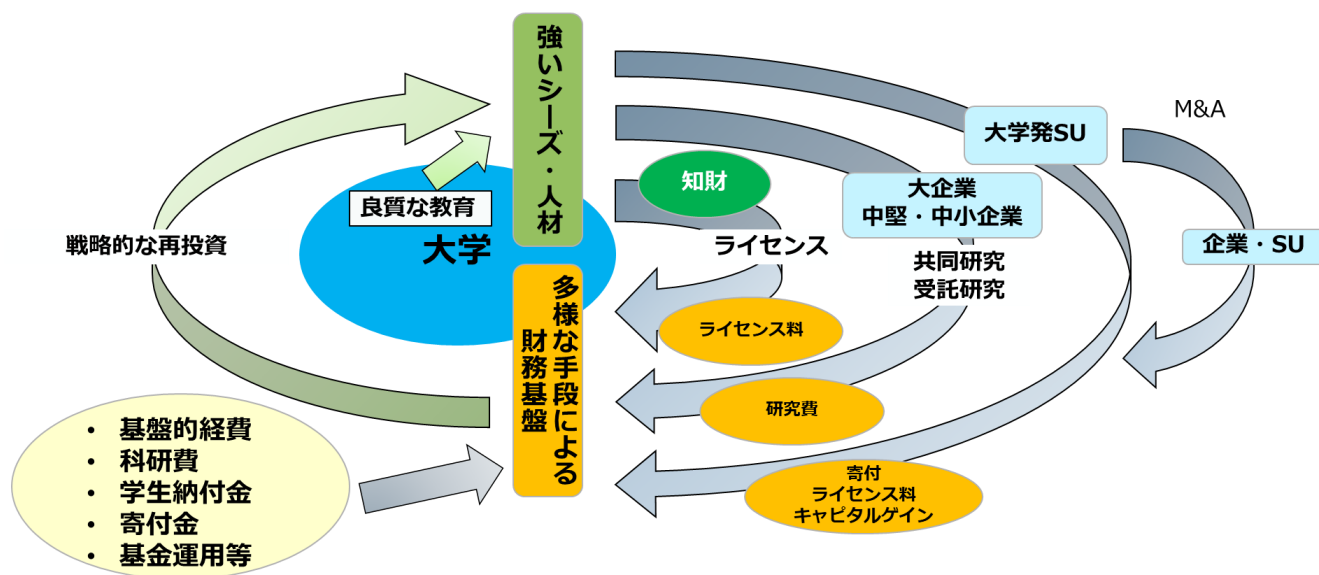 強いシーズ・人材
良質な教育
大学
戦略的な再投資
多様な手段による
財務基盤
• 基盤的経費
• 科研費
• 学生納付金
• 寄付金
• 基金運用等
知財
ライセンス
ライセンス料
大企業
中堅・中小企業
共同研究
受託研究
研究費
大学発SU
寄付
ライセンス料
キャピタルゲイン
M&A
企業・SU